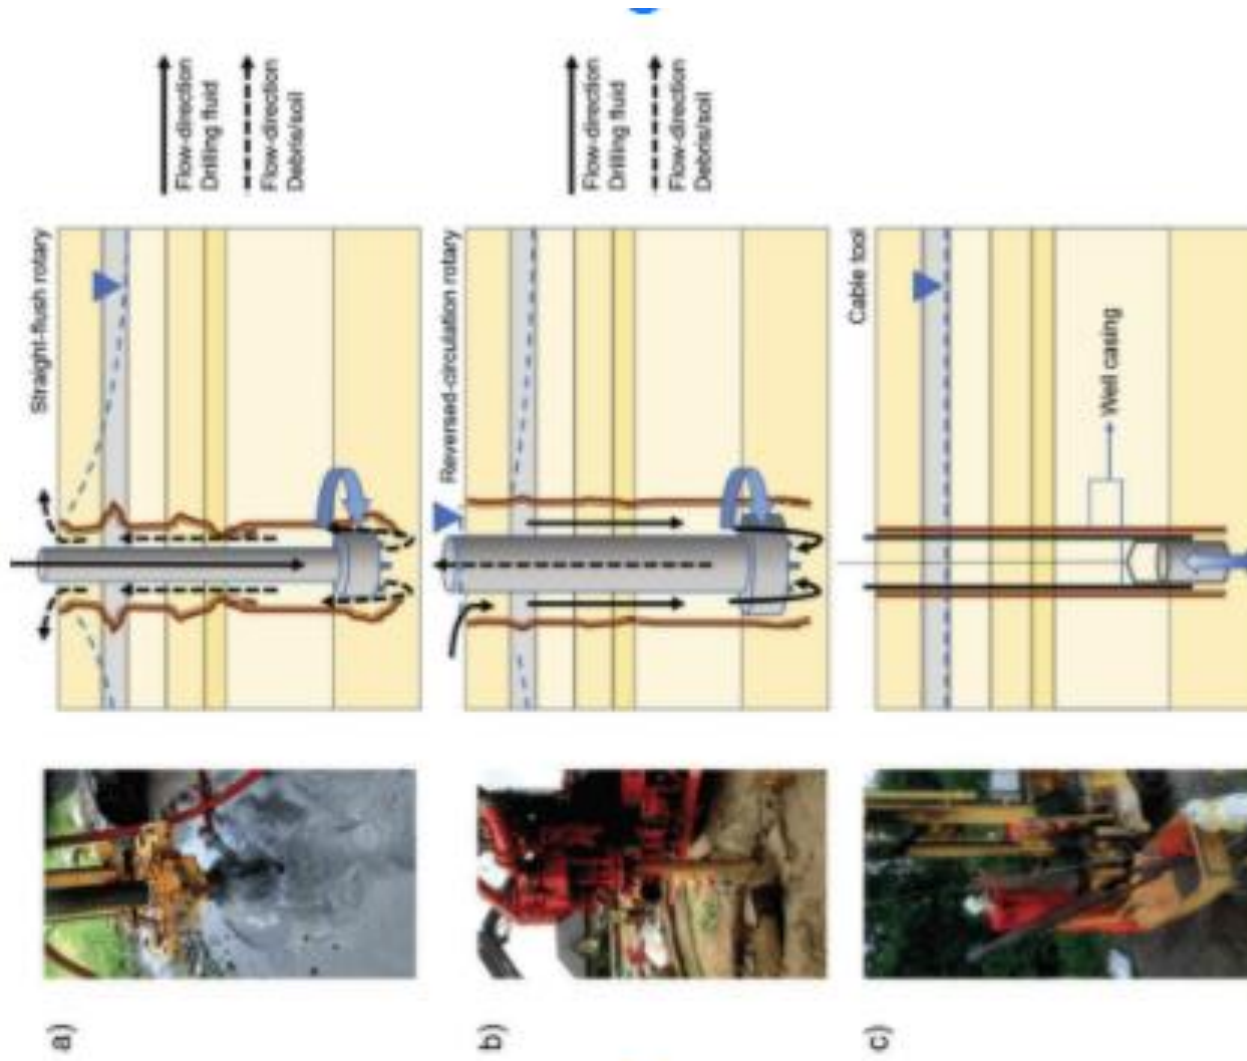 a)
Straight-flush rotary
Flow-direction
Drilling fluid
Flow-direction
Debris/soil
b)
Reversed-circulation rotary
Flow-direction
Drilling fluid
Flow-direction
Debris/soil
c)
Cable tool
Well casing